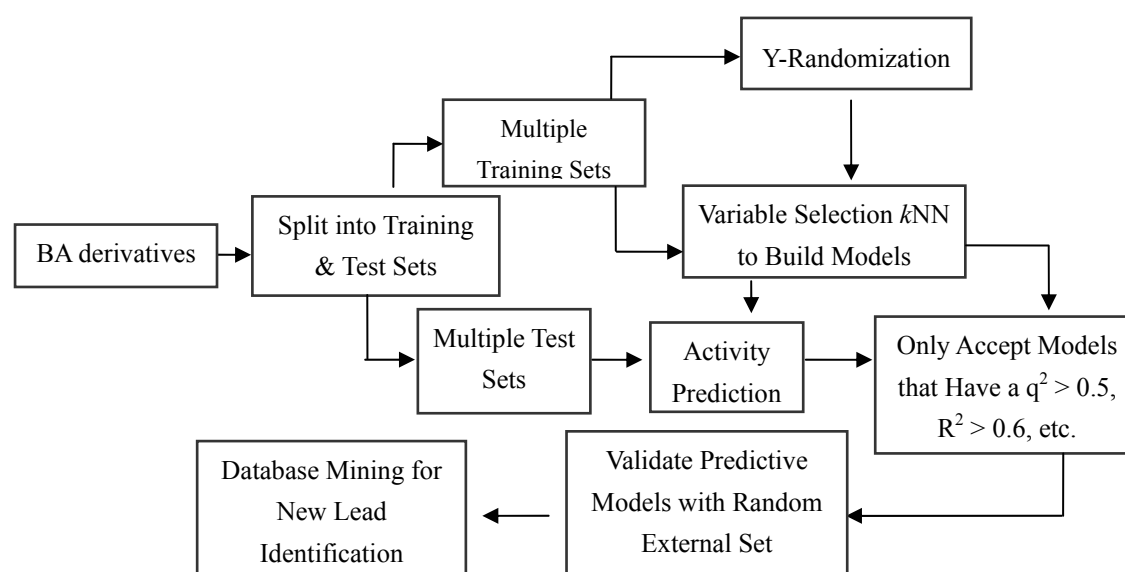 Y-Randomization
Multiple
Training Sets
BA derivatives
Split into Training
& Test Sets
Variable Selection kNN
to Build Models
Multiple Test
Sets
Activity
Prediction
Only Accept Models
that Have a q² > 0.5,
R² > 0.6, etc.
Database Mining for
New Lead
Identification
Validate Predictive
Models with Random
External Set